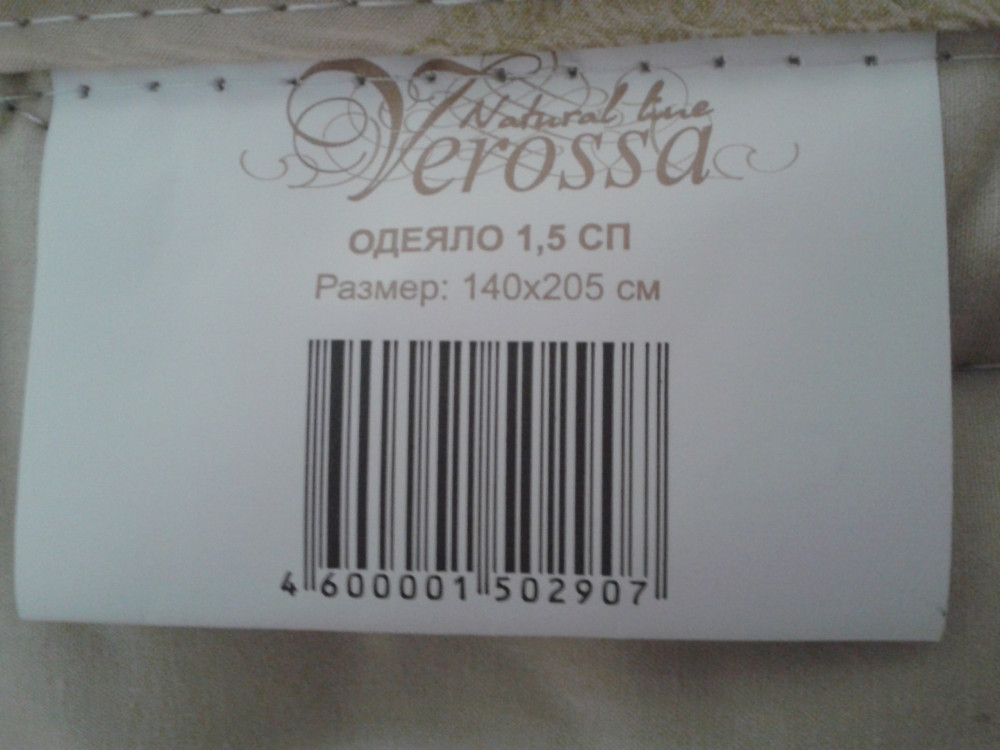 Natural line
Verossa
ОДЕЯЛО 1,5 СП
Размер: 140х205 см
4 600001 502907